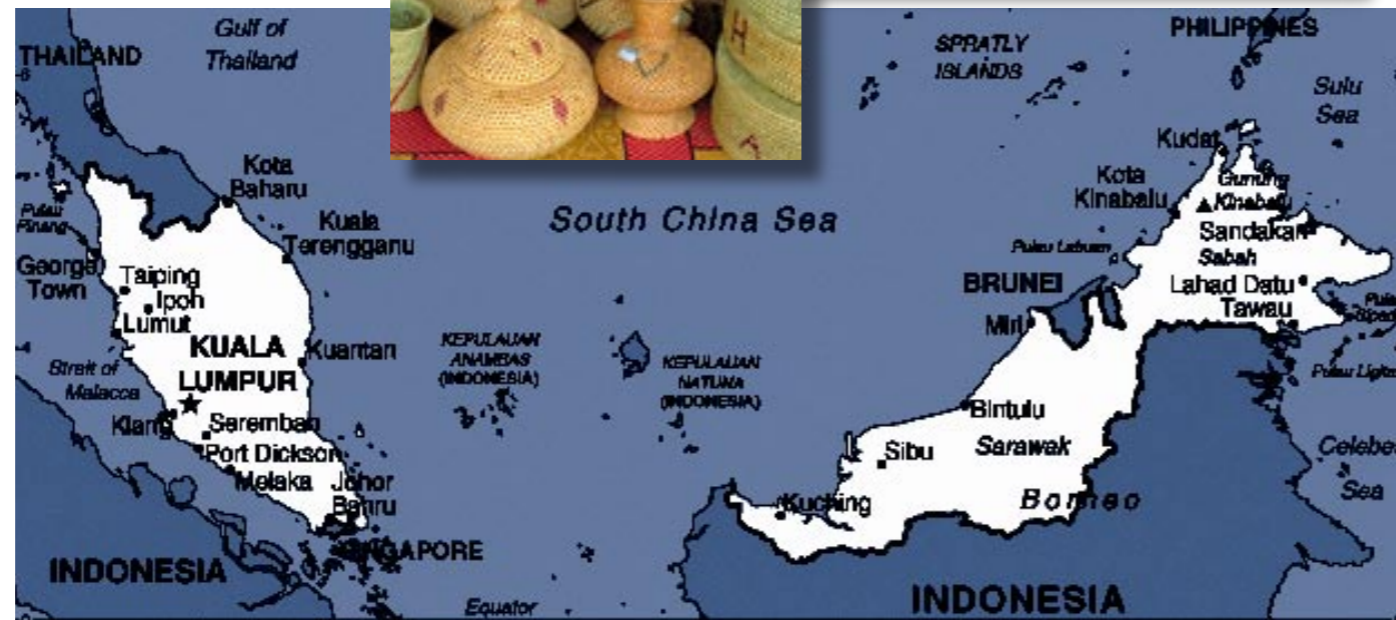 Gulf of
Thailand
THAILAND
SPRATLY
ISLANDS
PHILIPPINES
Sulu
Sea
Kota
Baharu
Kuala
Terengganu
Pulau
Pinang
George
Town
Taiping
Ipoh
Lumut
KUALA
LUMPUR
Kuantan
Strait of
Malacca
Klang
Seremban
Port Dickson
Melaka
Johor
Bahru
SINGAPORE
INDONESIA
Equator
South China Sea
KEPULAUAN
ANAMBAS
(INDONESIA)
KEPULAUAN
NATUNA
(INDONESIA)
Kudat
Kota
Kinabalu
Gunung
Kinabalu
Sandakan
Sabah
Pulau Labuan
BRUNEI
Lahad Datu
Tawau
Miri
Bintulu
Sibu
Sarawak
Kuching
Borneo
Pulau Ligita
Celebes
Sea
INDONESIA